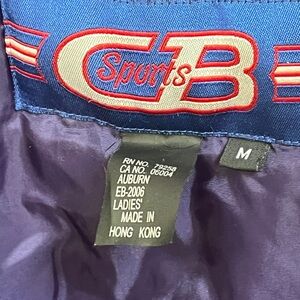 CB
Sports
M
RN NO. 79258
CA NO. 06004
AUBURN
EB-2006
LADIES'
MADE IN
HONG KONG